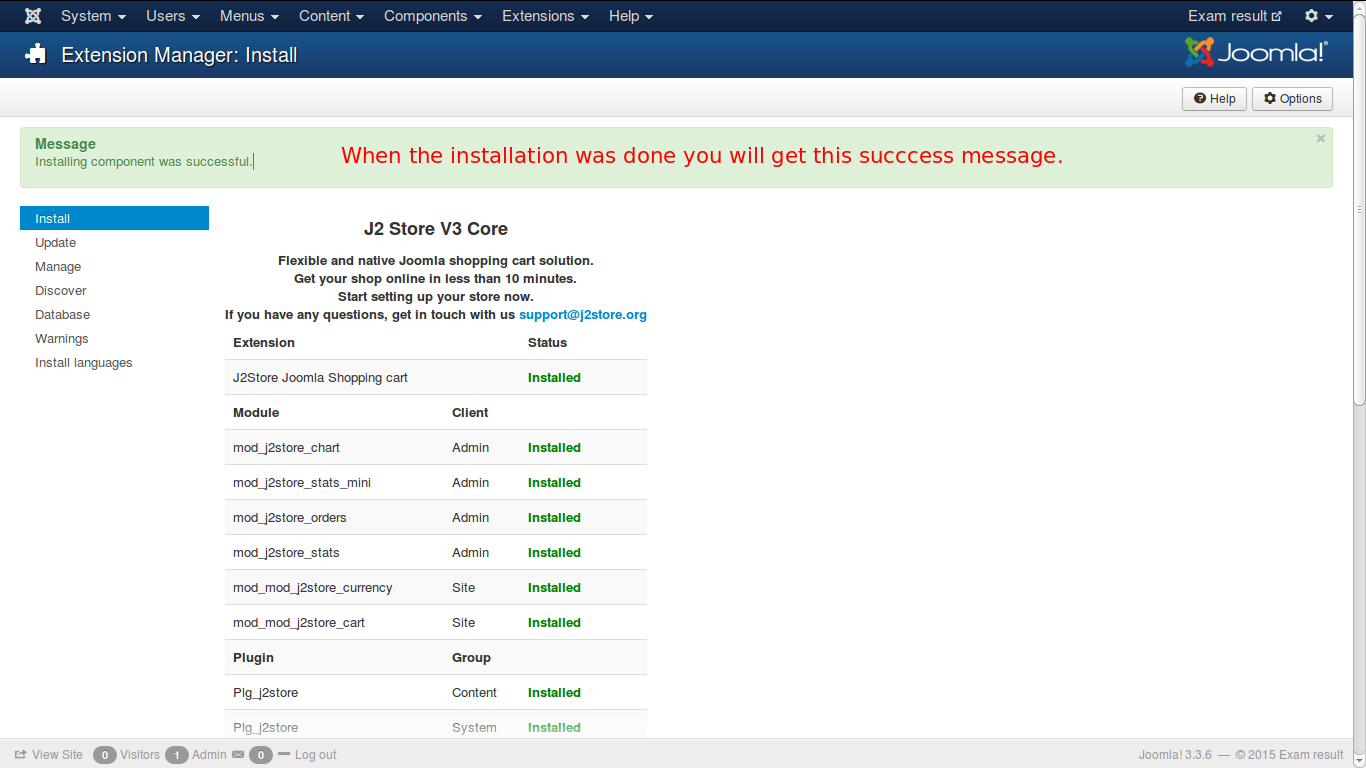 System Users Menus Content Components Extensions Help Exam result
Extension Manager: Install Joomla!®
Help Options
Message
Installing component was successful. When the installation was done you will get this succcess message.
×
Install
Update
Manage
Discover
Database
Warnings
Install languages
J2 Store V3 Core
Flexible and native Joomla shopping cart solution.
Get your shop online in less than 10 minutes.
Start setting up your store now.
If you have any questions, get in touch with us support@j2store.org
Extension Status
J2Store Joomla Shopping cart Installed
Module Client
mod_j2store_chart Admin Installed
mod_j2store_stats_mini Admin Installed
mod_j2store_orders Admin Installed
mod_j2store_stats Admin Installed
mod_mod_j2store_currency Site Installed
mod_mod_j2store_cart Site Installed
Plugin Group
Plg_j2store Content Installed
Plg_j2store System Installed
View Site 0 Visitors 1 Admin 0 Log out Joomla! 3.3.6 — © 2015 Exam result